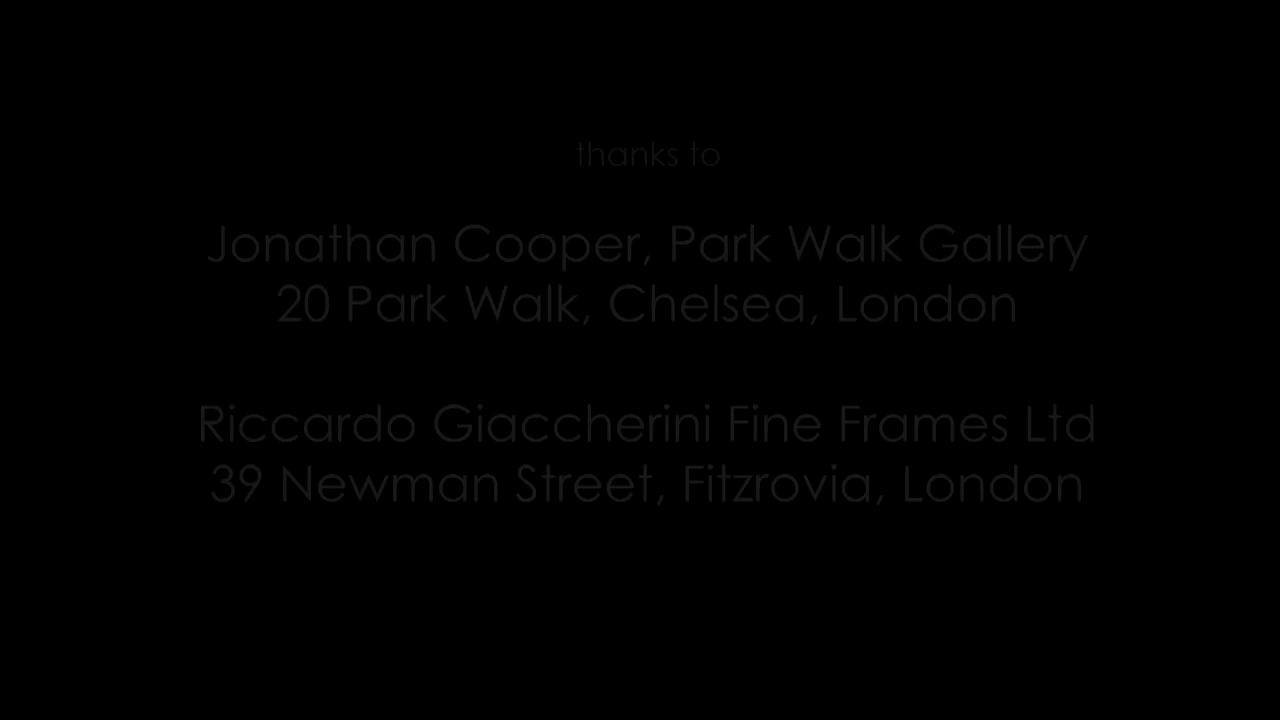 thanks to
Jonathan Cooper, Park Walk Gallery
20 Park Walk, Chelsea, London
Riccardo Giaccherini Fine Frames Ltd
39 Newman Street, Fitzrovia, London